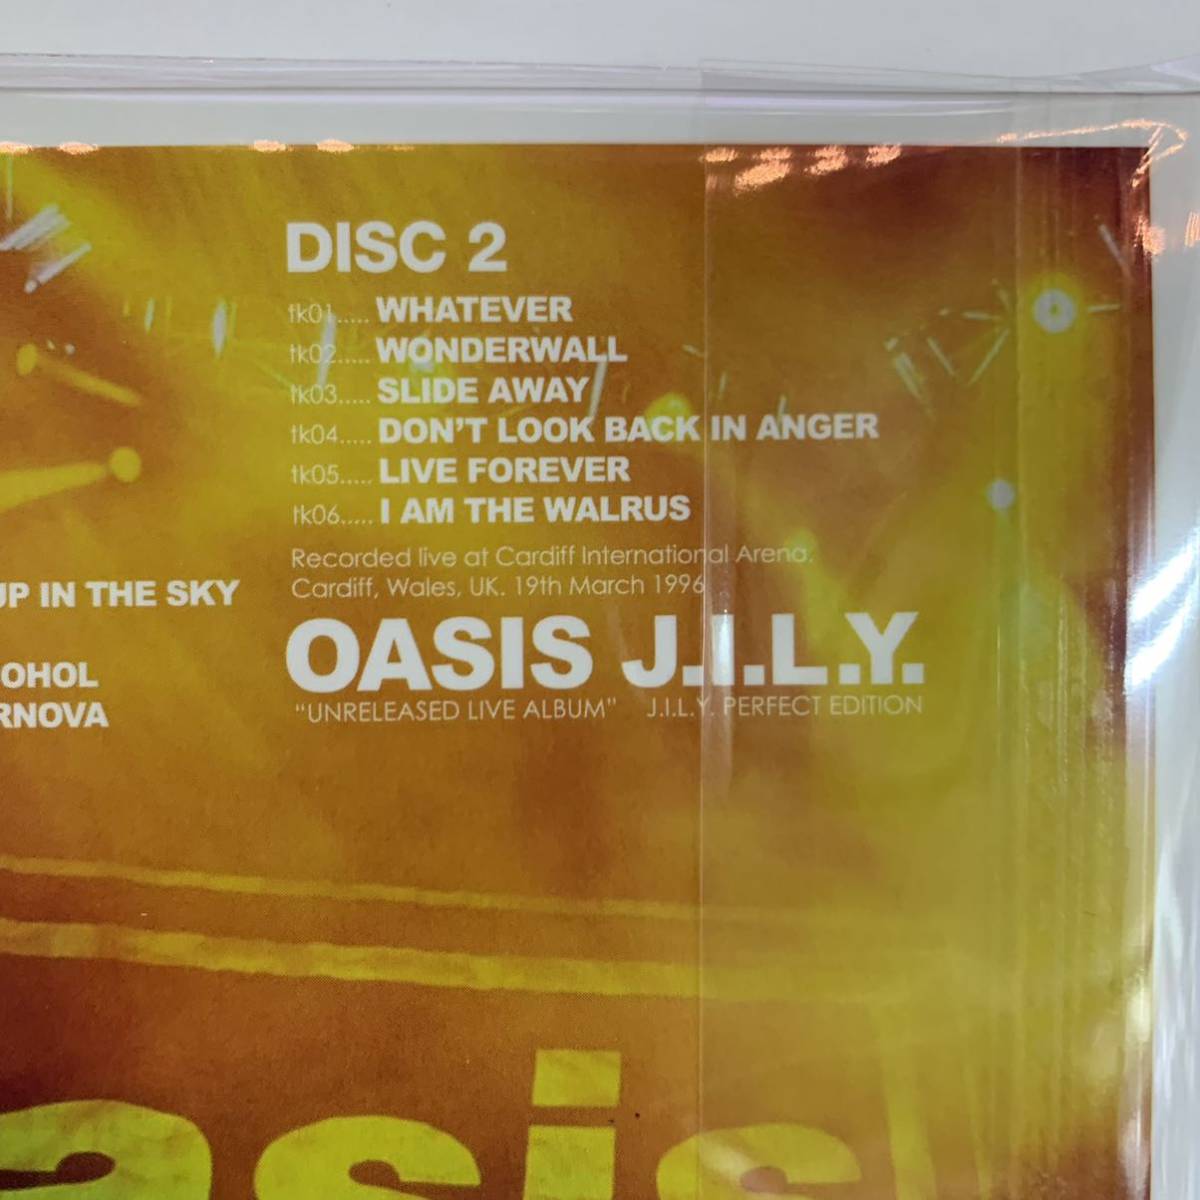 DISC 2
tk01..... WHATEVER
tk02..... WONDERWALL
tk03..... SLIDE AWAY
tk04..... DON'T LOOK BACK IN ANGER
tk05..... LIVE FOREVER
tk06..... I AM THE WALRUS
Recorded live at Cardiff International Arena.
Cardiff, Wales, UK. 19th March 1996
UP IN THE SKY
OHOL
RNOVA
OASIS J.I.L.Y.
"UNRELEASED LIVE ALBUM" J.I.L.Y. PERFECT EDITION
asis